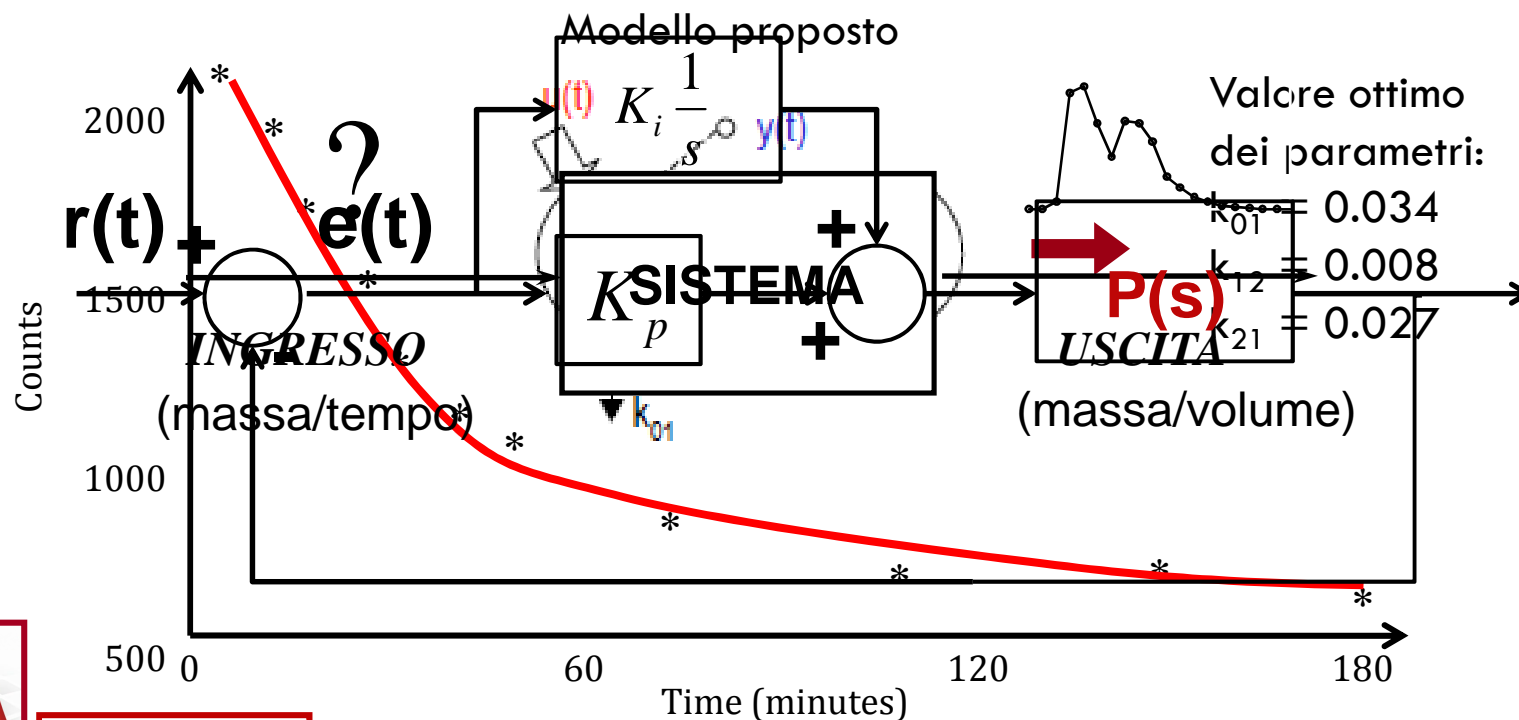 Modello proposto
u(t)
K_i 1/s
y(t)
Valore ottimo
dei parametri:
k01 = 0.034
k12 = 0.008
k21 = 0.027
2000
?
r(t)
+
e(t)
+
SISTEMA
K_p
P(s)
1500
Counts
INGRESSO
-
+
USCITA
(massa/tempo)
k01
(massa/volume)
1000
500
0
60
120
180
Time (minutes)